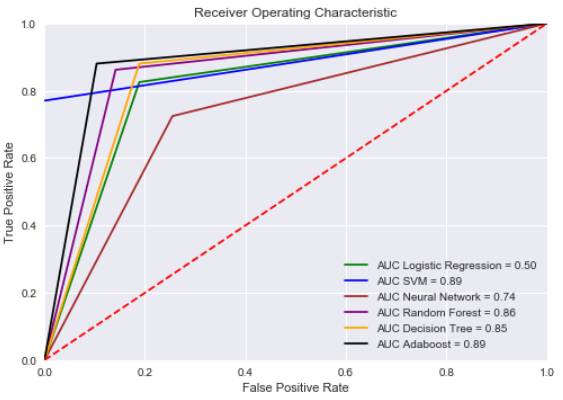 Receiver Operating Characteristic
1.0
0.8
0.6
0.4
0.2
0.0
True Positive Rate
AUC Logistic Regression = 0.50
AUC SVM = 0.89
AUC Neural Network = 0.74
AUC Random Forest = 0.86
AUC Decision Tree = 0.85
AUC Adaboost = 0.89
0.0 0.2 0.4 0.6 0.8 1.0
False Positive Rate